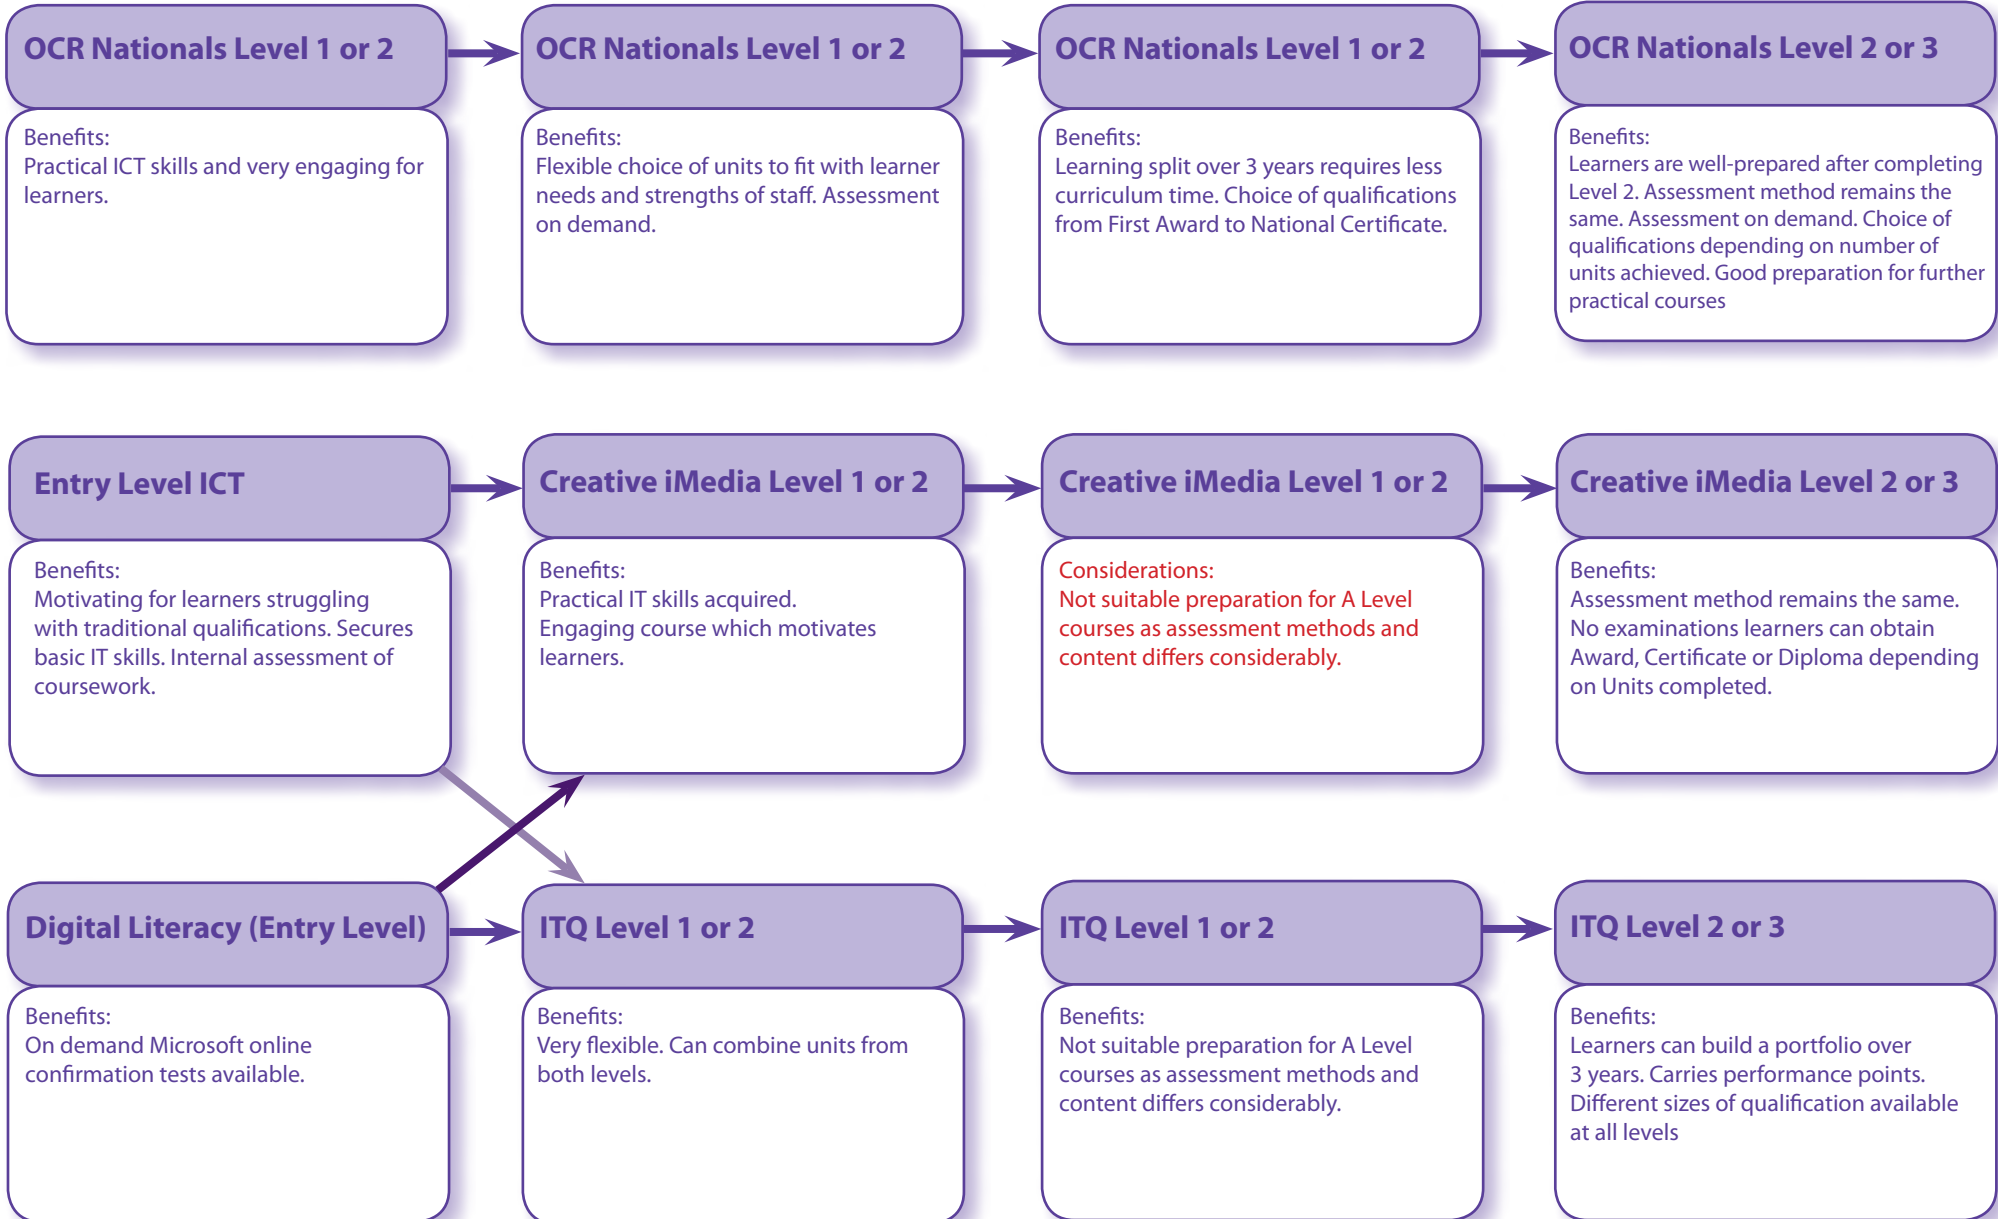 OCR Nationals Level 1 or 2
Benefits:
Practical ICT skills and very engaging for
learners.
OCR Nationals Level 1 or 2
Benefits:
Flexible choice of units to fit with learner
needs and strengths of staff. Assessment
on demand.
OCR Nationals Level 1 or 2
Benefits:
Learning split over 3 years requires less
curriculum time. Choice of qualifications
from First Award to National Certificate.
OCR Nationals Level 2 or 3
Benefits:
Learners are well-prepared after completing
Level 2. Assessment method remains the
same. Assessment on demand. Choice of
qualifications depending on number of
units achieved. Good preparation for further
practical courses
Entry Level ICT
Benefits:
Motivating for learners struggling
with traditional qualifications. Secures
basic IT skills. Internal assessment of
coursework.
Creative iMedia Level 1 or 2
Benefits:
Practical IT skills acquired.
Engaging course which motivates
learners.
Creative iMedia Level 1 or 2
Considerations:
Not suitable preparation for A Level
courses as assessment methods and
content differs considerably.
Creative iMedia Level 2 or 3
Benefits:
Assessment method remains the same.
No examinations learners can obtain
Award, Certificate or Diploma depending
on Units completed.
Digital Literacy (Entry Level)
Benefits:
On demand Microsoft online
confirmation tests available.
ITQ Level 1 or 2
Benefits:
Very flexible. Can combine units from
both levels.
ITQ Level 1 or 2
Benefits:
Not suitable preparation for A Level
courses as assessment methods and
content differs considerably.
ITQ Level 2 or 3
Benefits:
Learners can build a portfolio over
3 years. Carries performance points.
Different sizes of qualification available
at all levels